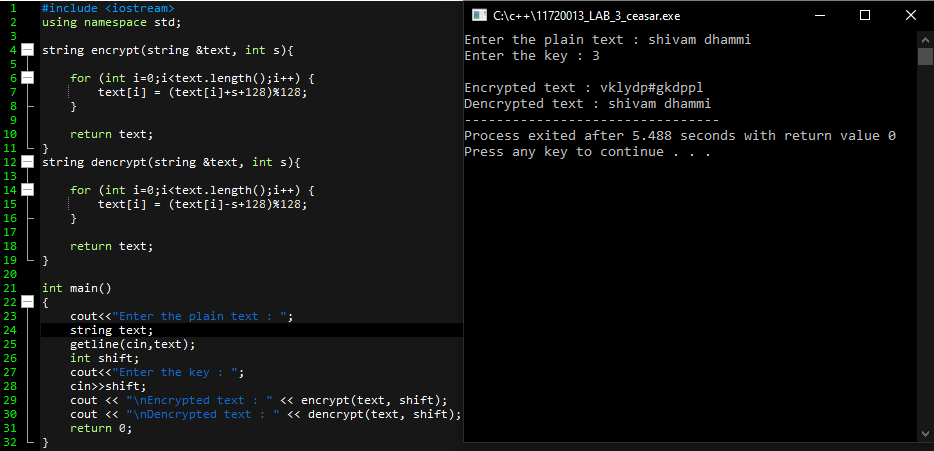 1 #include <iostream>
2 using namespace std;
3
4 string encrypt(string &text, int s){
5
6     for (int i=0;i<text.length();i++) {
7         text[i] = (text[i]+s+128)%128;
8     }
9
10     return text;
11 }
12 string dencrypt(string &text, int s){
13
14     for (int i=0;i<text.length();i++) {
15         text[i] = (text[i]-s+128)%128;
16     }
17
18     return text;
19 }
20
21 int main()
22 {
23     cout<<"Enter the plain text : ";
24     string text;
25     getline(cin,text);
26     int shift;
27     cout<<"Enter the key : ";
28     cin>>shift;
29     cout << "\nEncrypted text : " << encrypt(text, shift);
30     cout << "\nDencrypted text : " << dencrypt(text, shift);
31     return 0;
32 }
C:\c++\11720013_LAB_3_ceasar.exe
Enter the plain text : shivam dhammi
Enter the key : 3

Encrypted text : vklydp#gkdppl
Dencrypted text : shivam dhammi
--------------------------------
Process exited after 5.488 seconds with return value 0
Press any key to continue . . .